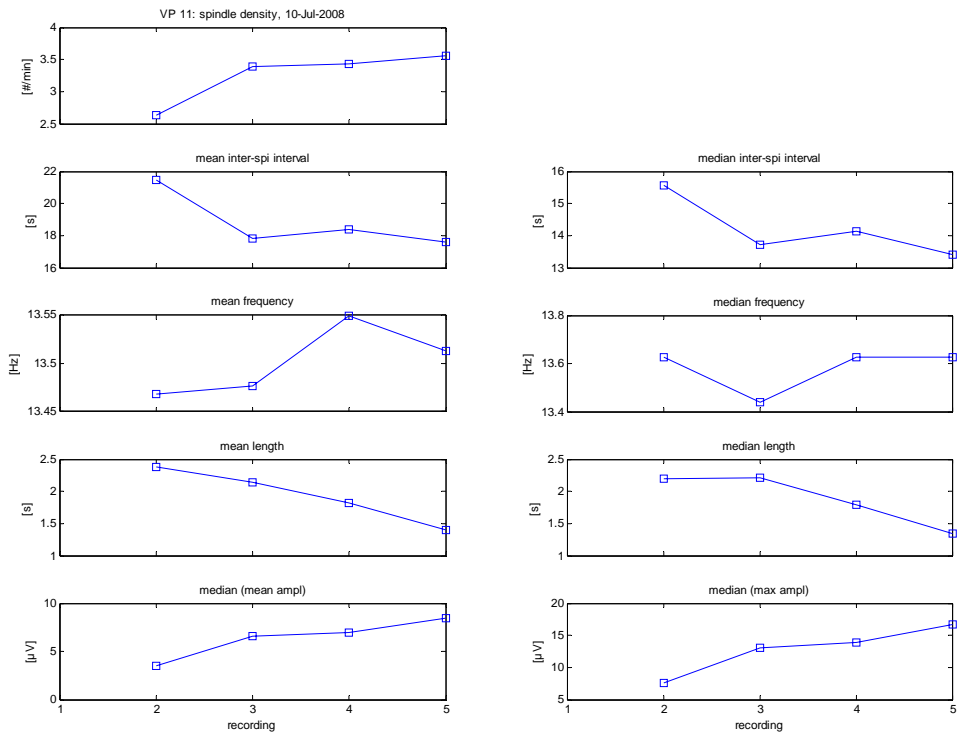 VP 11: spindle density, 10-Jul-2008
4
3.5
3
2.5
[#/min]
mean inter-spi interval
22
20
18
16
[s]
median inter-spi interval
16
15
14
13
[s]
mean frequency
13.55
13.5
13.45
[Hz]
median frequency
13.8
13.6
13.4
[Hz]
mean length
2.5
2
1.5
1
[s]
median length
2.5
2
1.5
1
[s]
median (mean ampl)
10
5
0
[µV]
1 2 3 4 5
recording
median (max ampl)
20
15
10
5
[µV]
1 2 3 4 5
recording